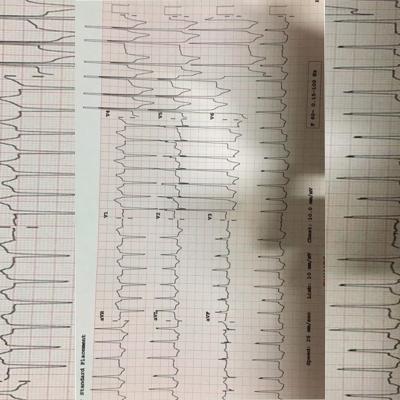 V4
V5
V6
V1
V2
V3
aVR
aVL
aVF
Standard Placement
Speed: 25 mm/sec Limb: 10 mm/mV Chest: 10.0 mm/mV
F 60~ 0.15-100 Hz